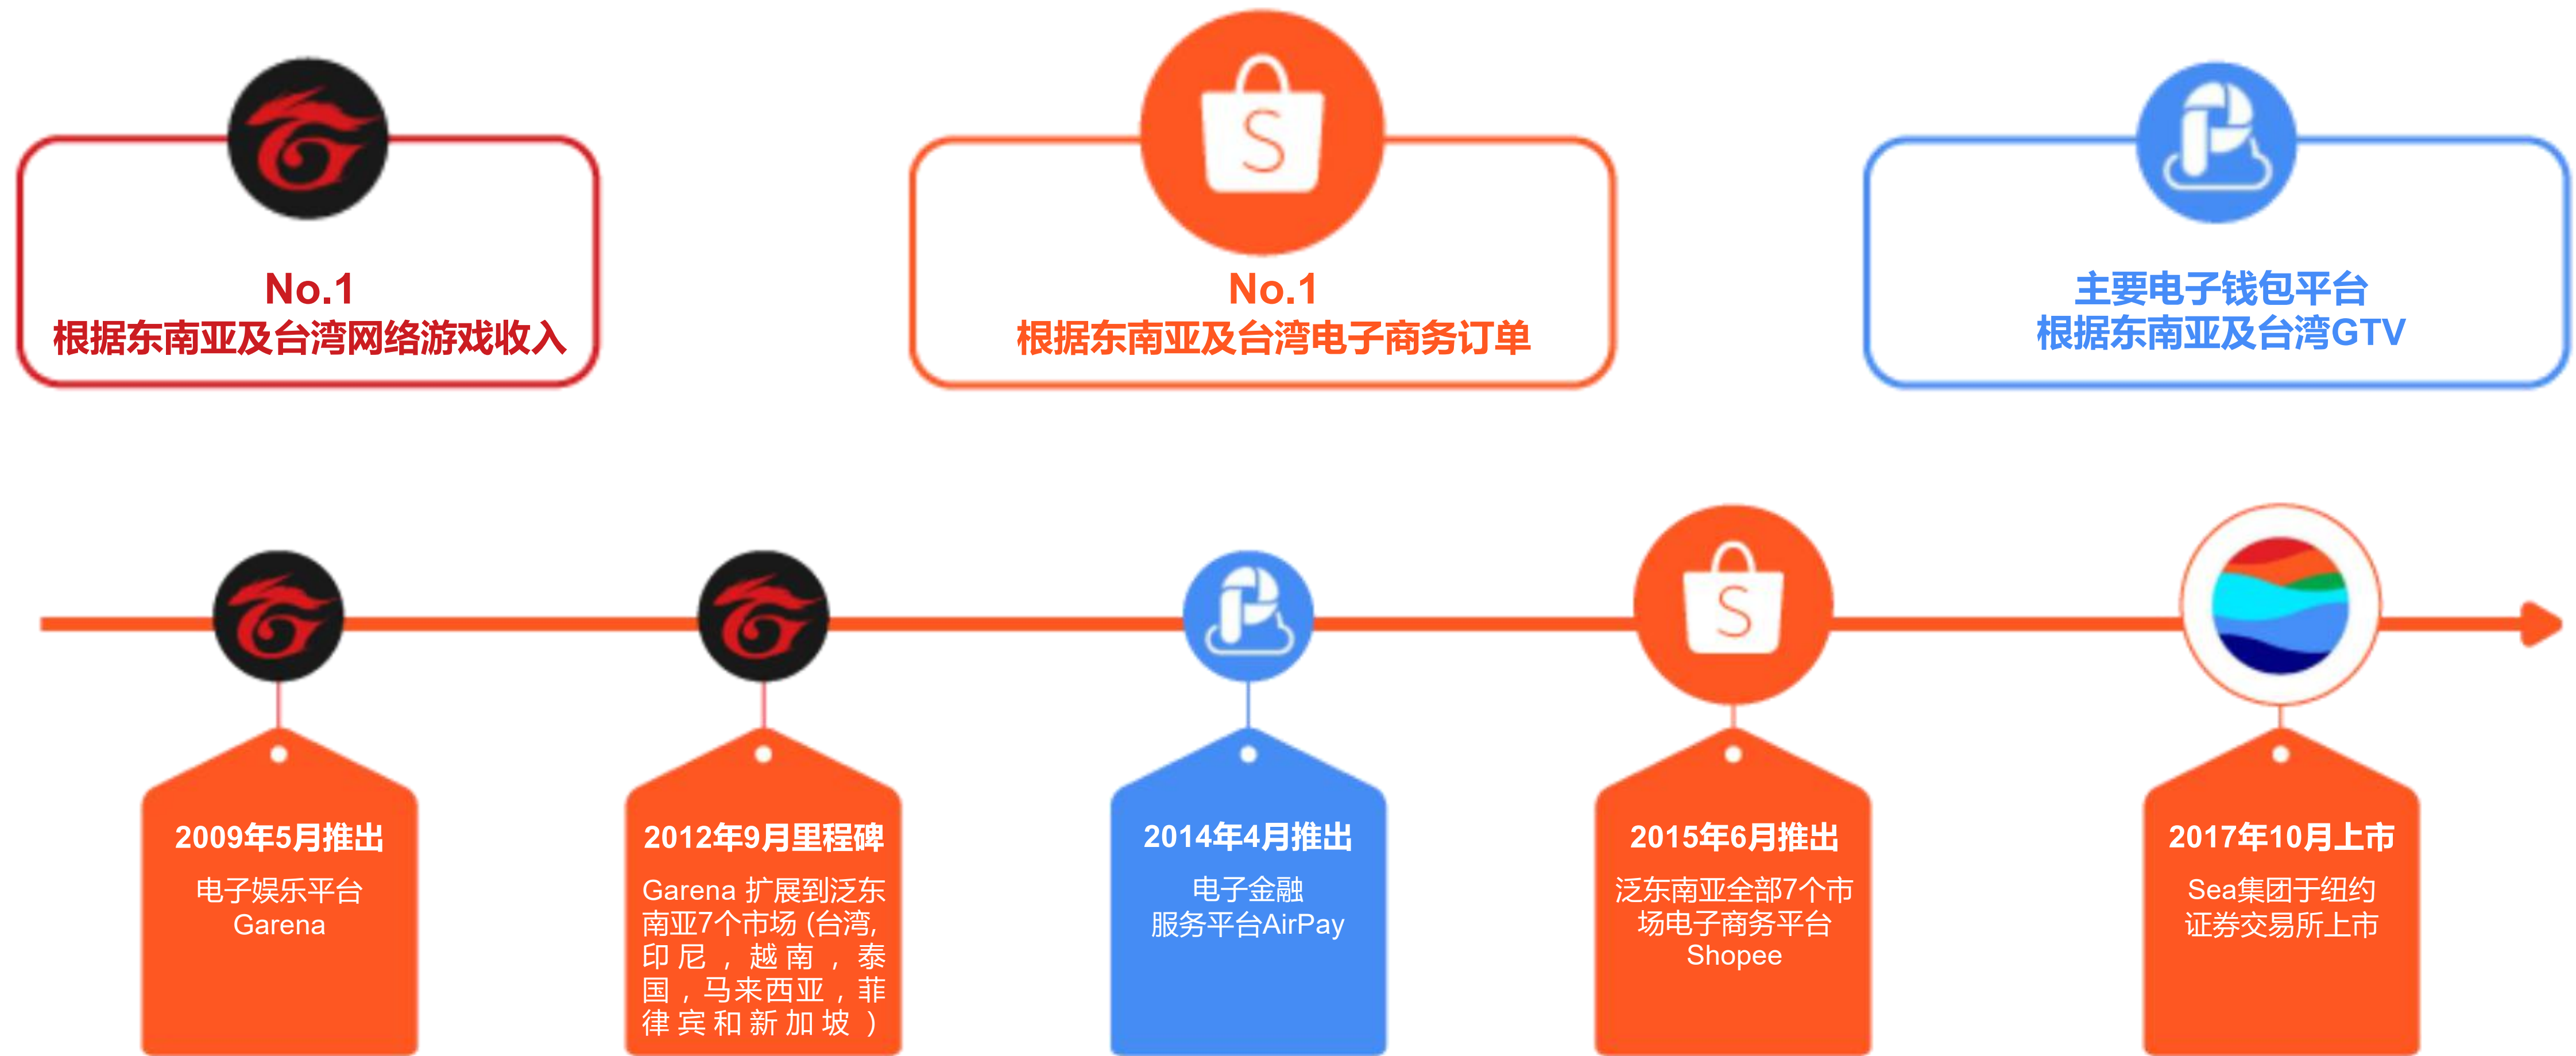 No.1
根据东南亚及台湾网络游戏收入
S
No.1
根据东南亚及台湾电子商务订单
主要电子钱包平台
根据东南亚及台湾GTV
S
2009年5月推出
电子娱乐平台
Garena
2012年9月里程碑
Garena 扩展到泛东
南亚7个市场 (台湾,
印尼，越南，泰
国，马来西亚，菲
律宾和新加坡）
2014年4月推出
电子金融
服务平台AirPay
2015年6月推出
泛东南亚全部7个市
场电子商务平台
Shopee
2017年10月上市
Sea集团于纽约
证券交易所上市